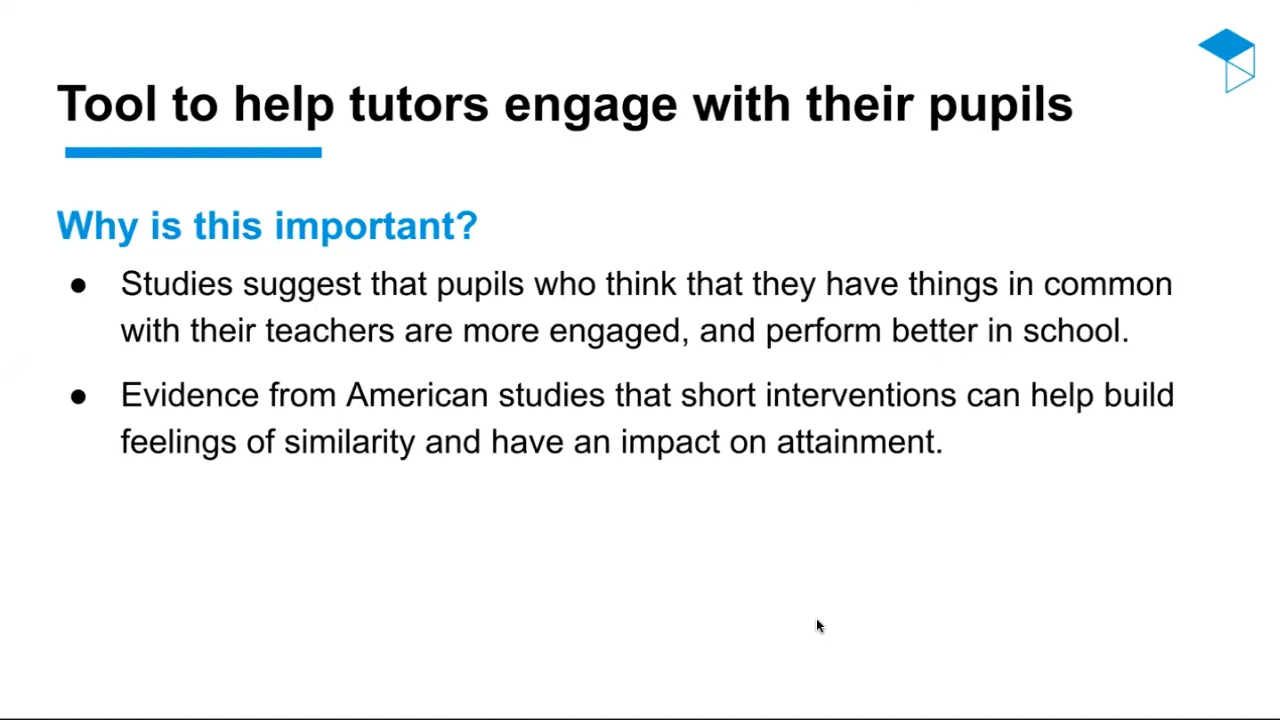 Tool to help tutors engage with their pupils
Why is this important?
● Studies suggest that pupils who think that they have things in common
with their teachers are more engaged, and perform better in school.
● Evidence from American studies that short interventions can help build
feelings of similarity and have an impact on attainment.